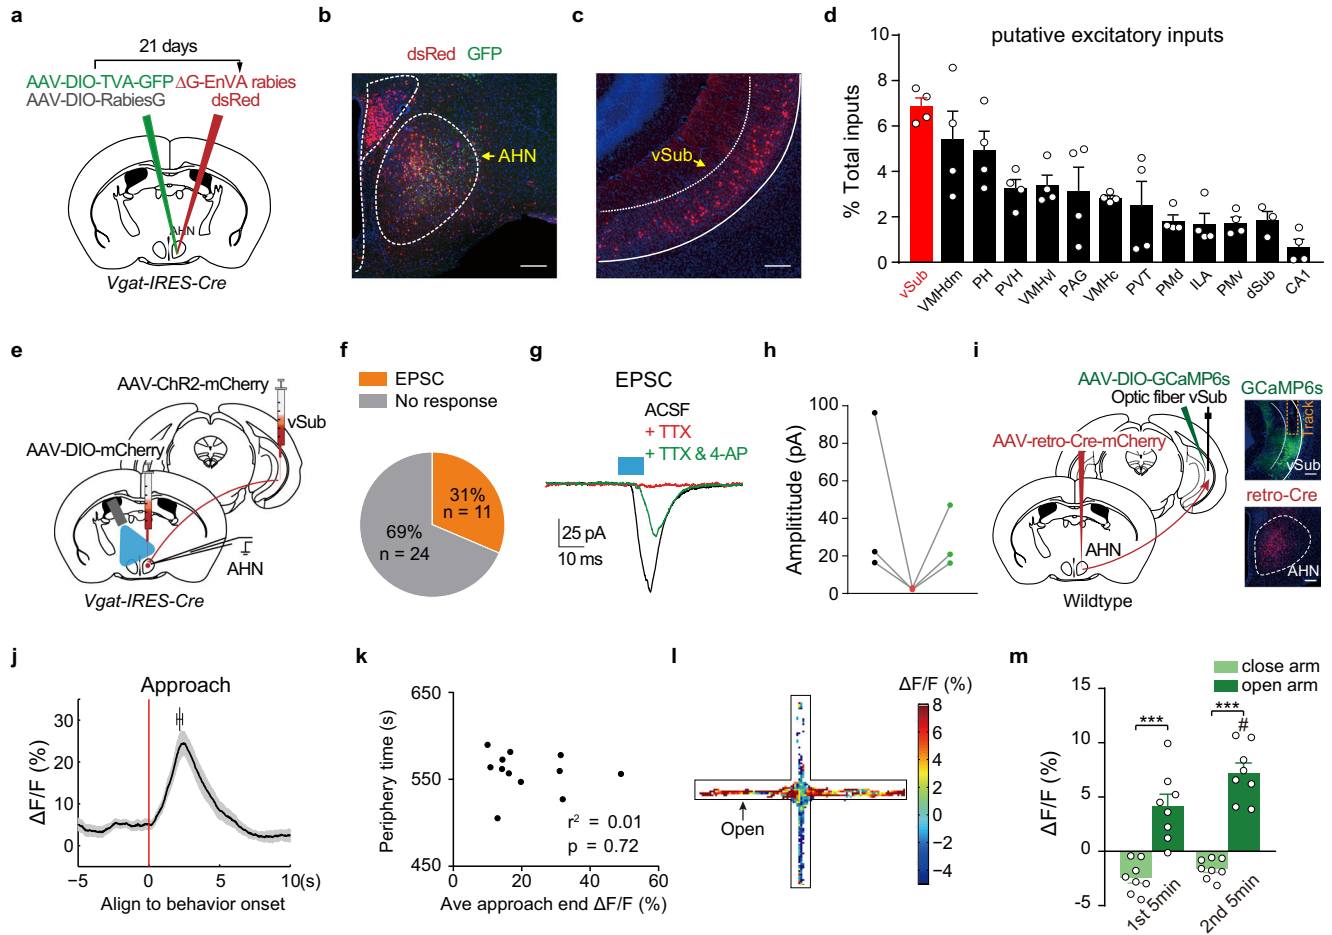 a
21 days
AAV-DIO-TVA-GFP ΔG-EnVA rabies
AAV-DIO-RabiesG dsRed
AHN
Vgat-IRES-Cre
b
dsRed GFP
AHN
c
vSub
d
putative excitatory inputs
% Total inputs
10
8
6
4
2
0
vSub
VMHdm
PH
PVH
VMHvl
PAG
VMHc
PVT
PMd
ILA
PMv
dSub
CA1
e
AAV-ChR2-mCherry
vSub
AAV-DIO-mCherry
AHN
Vgat-IRES-Cre
f
EPSC
No response
31%
n = 11
69%
n = 24
g
EPSC
ACSF
+ TTX
+ TTX & 4-AP
25 pA
10 ms
h
Amplititude (pA)
100
80
60
40
20
0
i
AAV-DIO-GCaMP6s
Optic fiber vSub
AAV-retro-Cre-mCherry
AHN
Wildtype
GCaMP6s
Track
vSub
retro-Cre
AHN
j
Approach
ΔF/F (%)
30
20
10
0
−5 0 5 10(s)
Align to behavior onset
k
Periphery time (s)
650
550
450
r² = 0.01
p = 0.72
0 20 40 60
Ave approach end ΔF/F (%)
l
ΔF/F (%)
8
6
4
2
0
−2
−4
Open
m
close arm
open arm
ΔF/F (%)
15
10
5
0
-5
***
***
#
1st 5min
2nd 5min